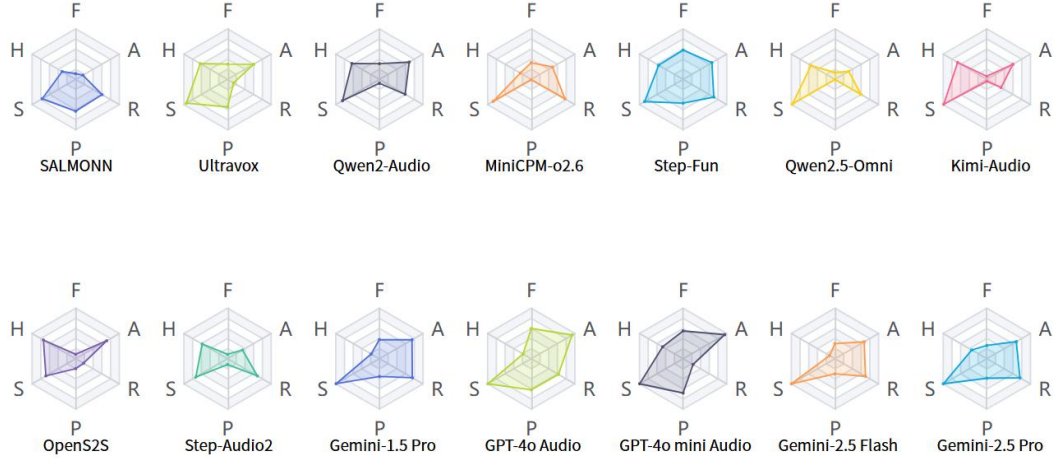 F F F F F F F
H A H A H A H A H A H A H A
S R S R S R S R S R S R S R
P P P P P P P
SALMONN Ultravox Qwen2-Audio MiniCPM-o2.6 Step-Fun Qwen2.5-Omni Kimi-Audio
F F F F F F F
H A H A H A H A H A H A H A
S R S R S R S R S R S R S R
P P P P P P P
OpenS2S Step-Audio2 Gemini-1.5 Pro GPT-4o Audio GPT-4o mini Audio Gemini-2.5 Flash Gemini-2.5 Pro